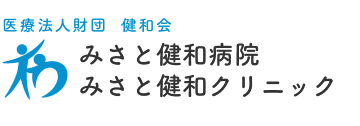 医療法人財団 健和会
みさと健和病院
みさと健和クリニック